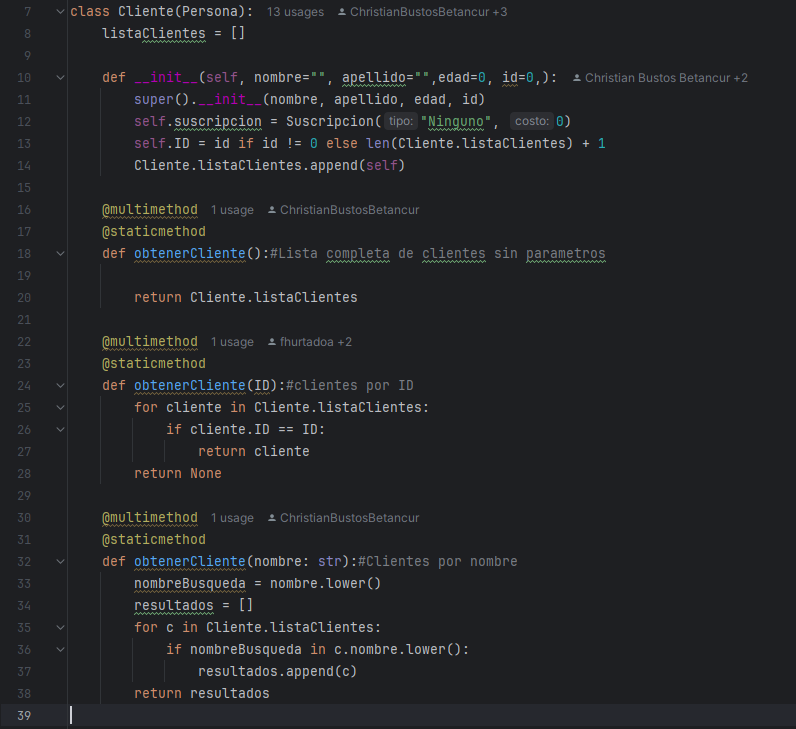 7 class Cliente(Persona): 13 usages ChristianBustosBetancur +3
8 listaClientes = []
9
10 def __init__(self, nombre="", apellido="",edad=0, id=0,): Christian Bustos Betancur +2
11 super().__init__(nombre, apellido, edad, id)
12 self.suscripcion = Suscripcion( tipo: "Ninguno", costo: 0)
13 self.ID = id if id != 0 else len(Cliente.listaClientes) + 1
14 Cliente.listaClientes.append(self)
15
16 @multimethod 1 usage ChristianBustosBetancur
17 @staticmethod
18 def obtenerCliente():#Lista completa de clientes sin parametros
19
20 return Cliente.listaClientes
21
22 @multimethod 1 usage fhurtadoa +2
23 @staticmethod
24 def obtenerCliente(ID):#clientes por ID
25 for cliente in Cliente.listaClientes:
26 if cliente.ID == ID:
27 return cliente
28 return None
29
30 @multimethod 1 usage ChristianBustosBetancur
31 @staticmethod
32 def obtenerCliente(nombre: str):#Clientes por nombre
33 nombreBusqueda = nombre.lower()
34 resultados = []
35 for c in Cliente.listaClientes:
36 if nombreBusqueda in c.nombre.lower():
37 resultados.append(c)
38 return resultados
39